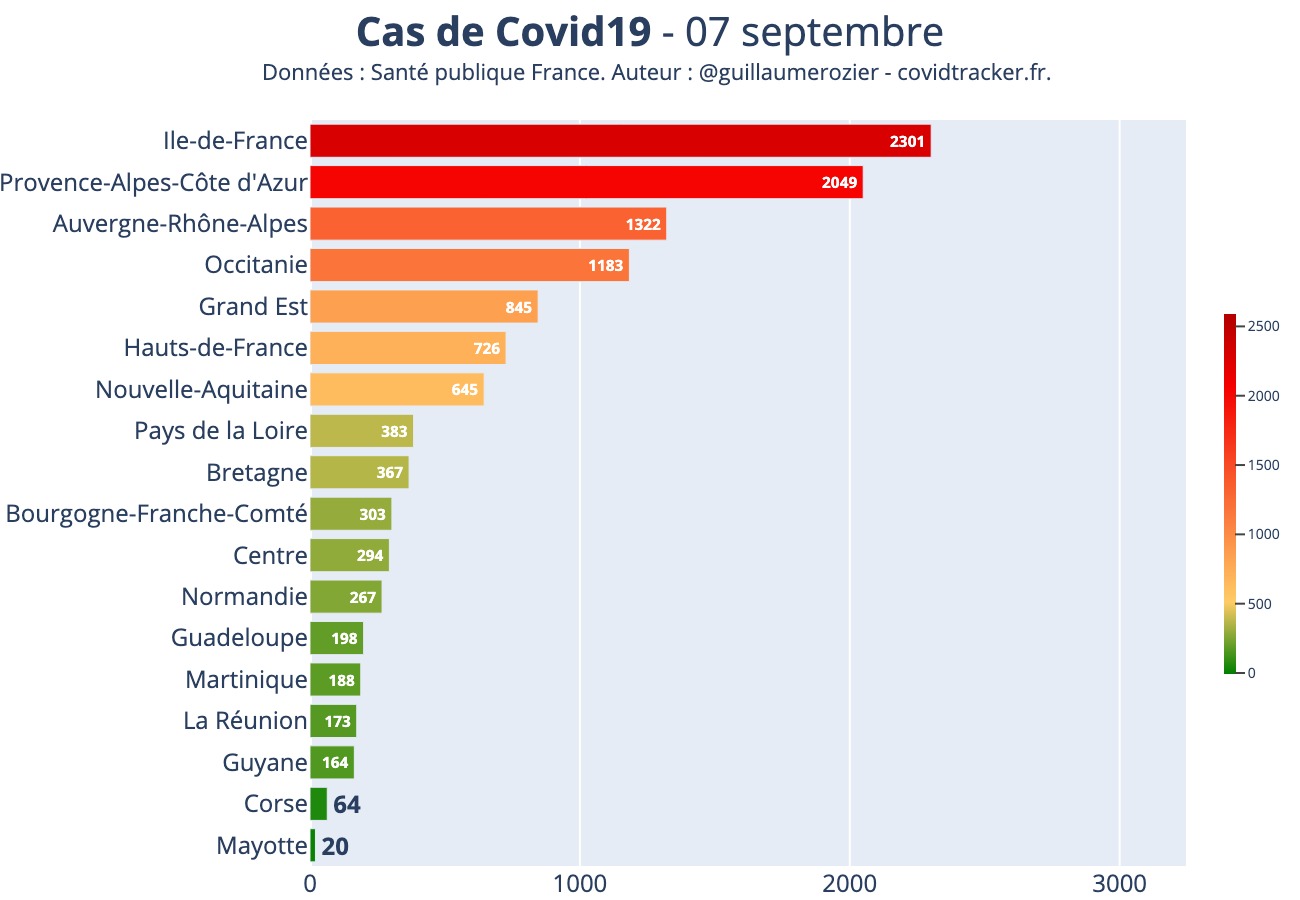 Cas de Covid19 - 07 septembre
Données : Santé publique France. Auteur : @guillaumerozier - covidtracker.fr.
Ile-de-France 2301
Provence-Alpes-Côte d'Azur 2049
Auvergne-Rhône-Alpes 1322
Occitanie 1183
Grand Est 845
Hauts-de-France 726
Nouvelle-Aquitaine 645
Pays de la Loire 383
Bretagne 367
Bourgogne-Franche-Comté 303
Centre 294
Normandie 267
Guadeloupe 198
Martinique 188
La Réunion 173
Guyane 164
Corse 64
Mayotte 20
0 1000 2000 3000
2500
2000
1500
1000
500
0